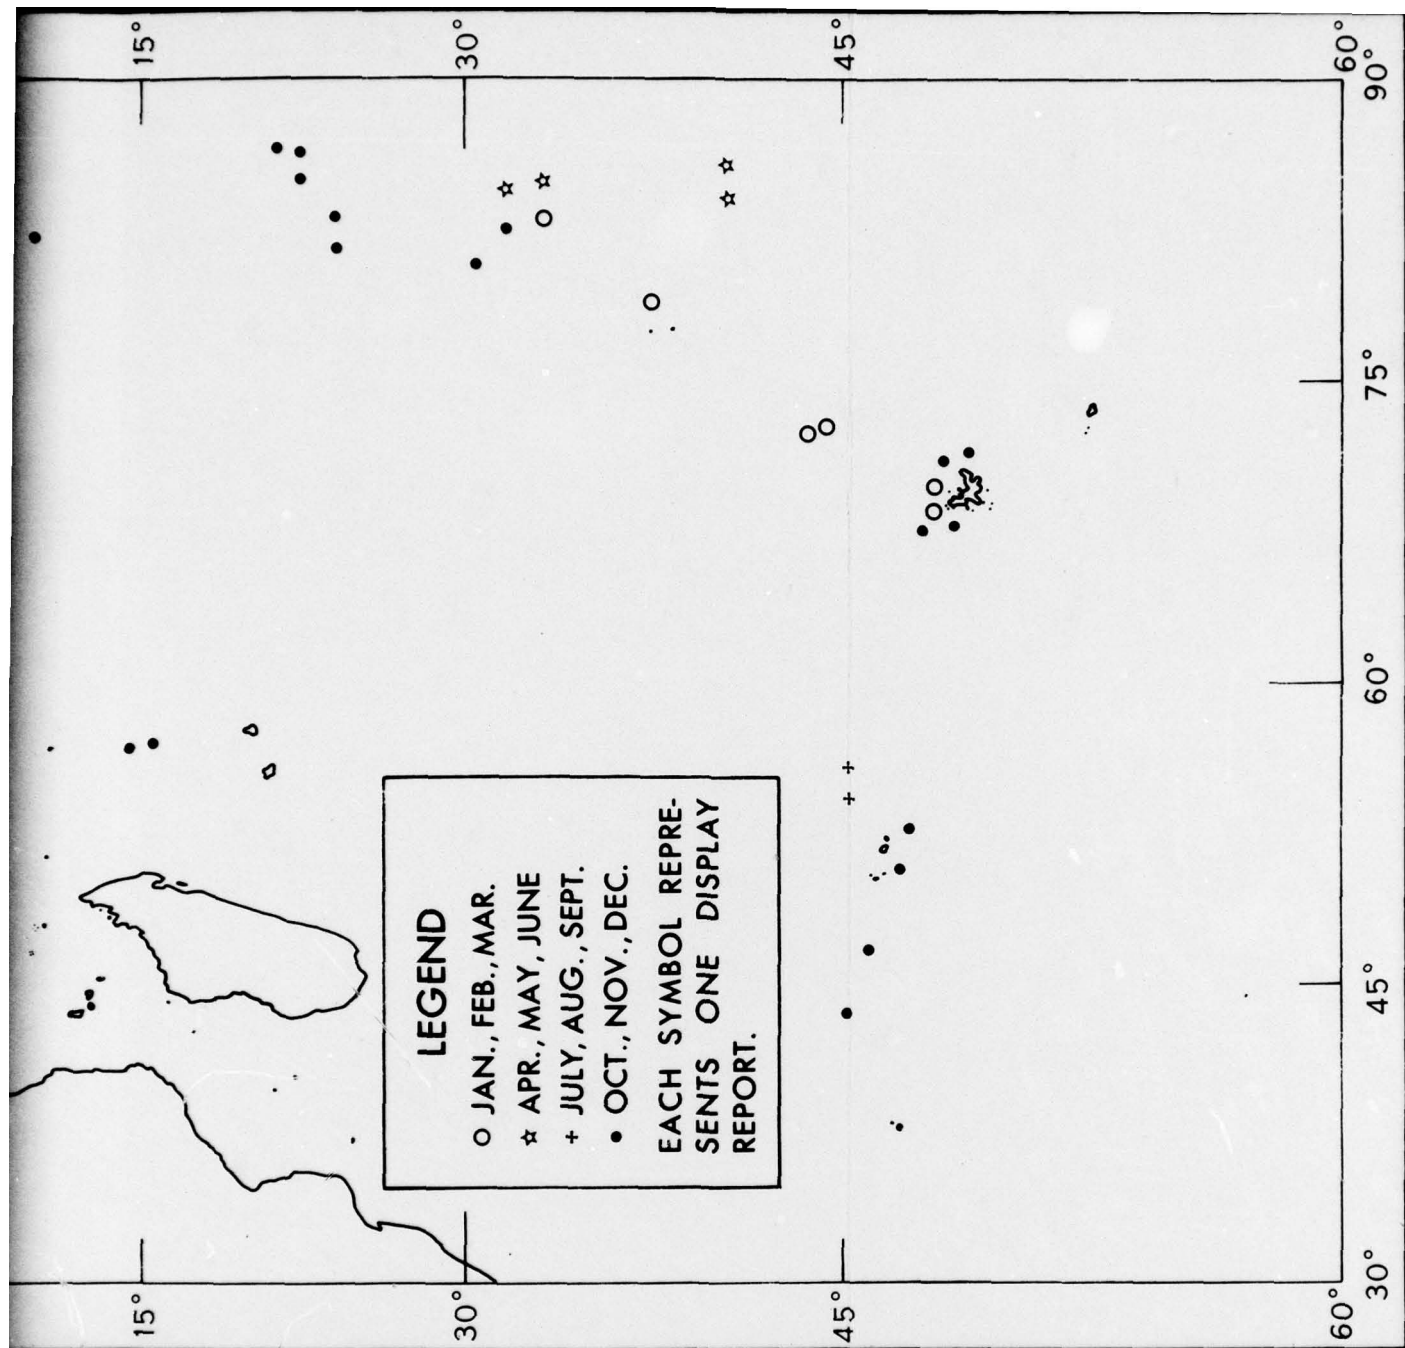 15°
30°
45°
60°
90°
75°
60°
45°
30°
15°
30°
45°
60°
LEGEND
JAN., FEB., MAR.
APR., MAY, JUNE
JULY, AUG., SEPT.
OCT., NOV., DEC.
EACH SYMBOL REPRE-
SENTS ONE DISPLAY
REPORT.